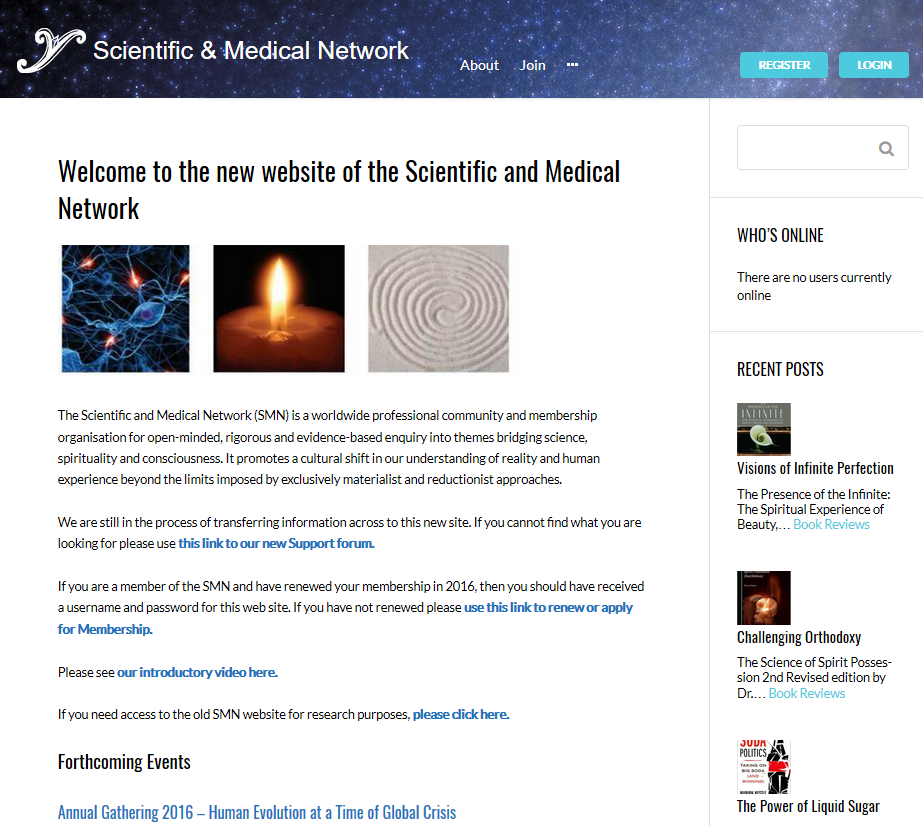 Scientific & Medical Network
About Join
REGISTER LOGIN
Welcome to the new website of the Scientific and Medical
Network
The Scientific and Medical Network (SMN) is a worldwide professional community and membership
organisation for open-minded, rigorous and evidence-based enquiry into themes bridging science,
spirituality and consciousness. It promotes a cultural shift in our understanding of reality and human
experience beyond the limits imposed by exclusively materialist and reductionist approaches.
We are still in the process of transferring information across to this new site. If you cannot find what you are
looking for please use this link to our new Support forum.
If you are a member of the SMN and have renewed your membership in 2016, then you should have received
a username and password for this web site. If you have not renewed please use this link to renew or apply
for Membership.
Please see our introductory video here.
If you need access to the old SMN website for research purposes, please click here.
Forthcoming Events
Annual Gathering 2016 – Human Evolution at a Time of Global Crisis
WHO'S ONLINE
There are no users currently
online
RECENT POSTS
INFINITE
Visions of Infinite Perfection
The Presence of the Infinite:
The Spiritual Experience of
Beauty,… Book Reviews
Challenging Orthodoxy
The Science of Spirit Posses-
sion 2nd Revised edition by
Dr.… Book Reviews
SODA
POLITICS
TAKING ON
BIG SODA
(AND
WINNING)
The Power of Liquid Sugar